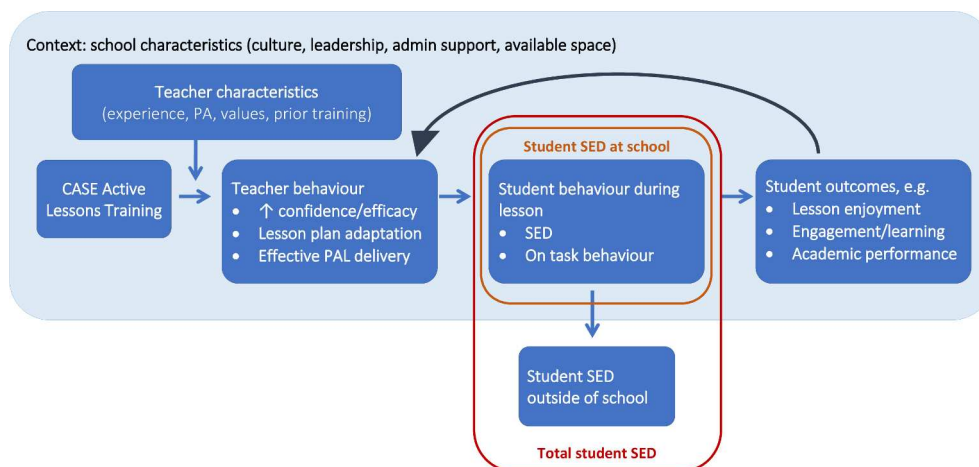 Context: school characteristics (culture, leadership, admin support, available space)
Teacher characteristics
(experience, PA, values, prior training)
CASE Active
Lessons Training
Teacher behaviour
• ↑ confidence/efficacy
• Lesson plan adaptation
• Effective PAL delivery
Student SED at school
Student behaviour during
lesson
• SED
• On task behaviour
Student outcomes, e.g.
• Lesson enjoyment
• Engagement/learning
• Academic performance
Student SED
outside of school
Total student SED